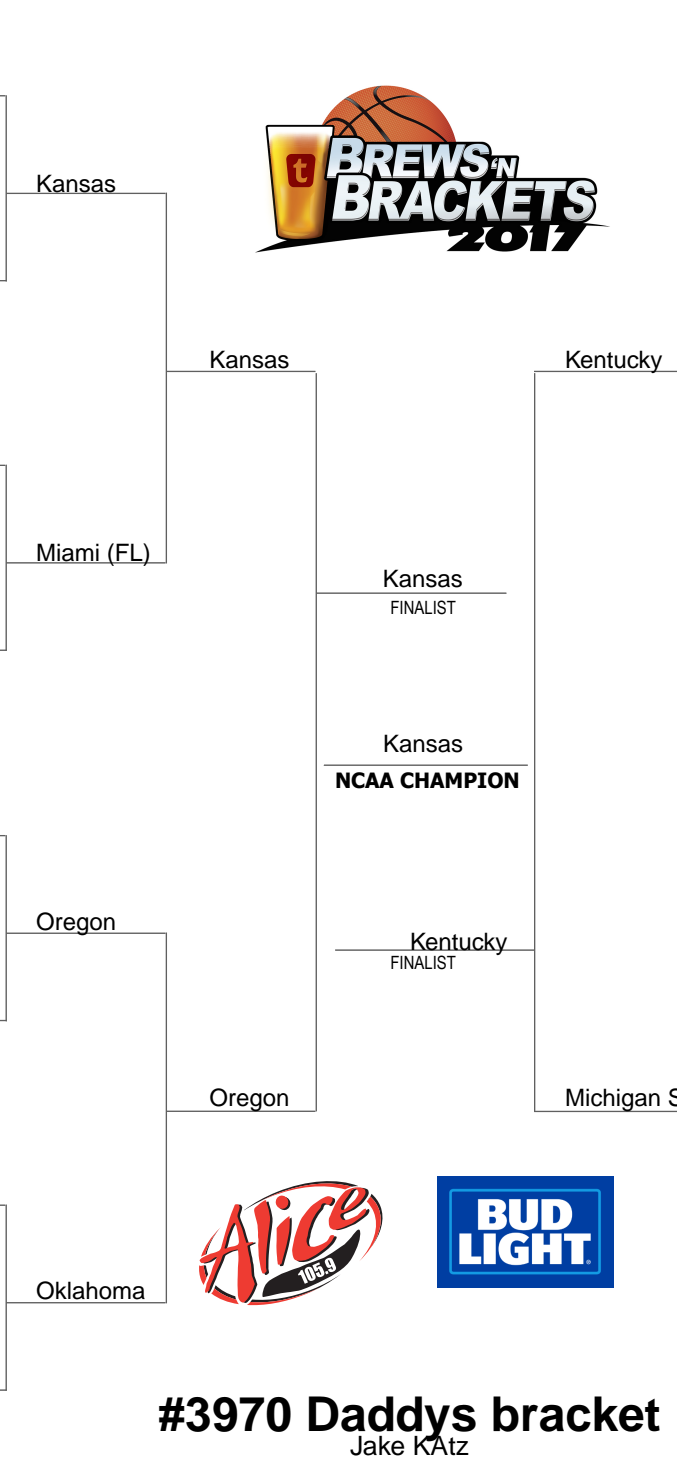 t
BREWS 'N
BRACKETS
2017
Kansas
Kansas
Kentucky
Miami (FL)
Kansas
FINALIST
Kansas
NCAA CHAMPION
Oregon
Kentucky
FINALIST
Oregon
Michigan S
Alice
105.9
BUD
LIGHT.
Oklahoma
#3970 Daddys bracket
Jake KAtz